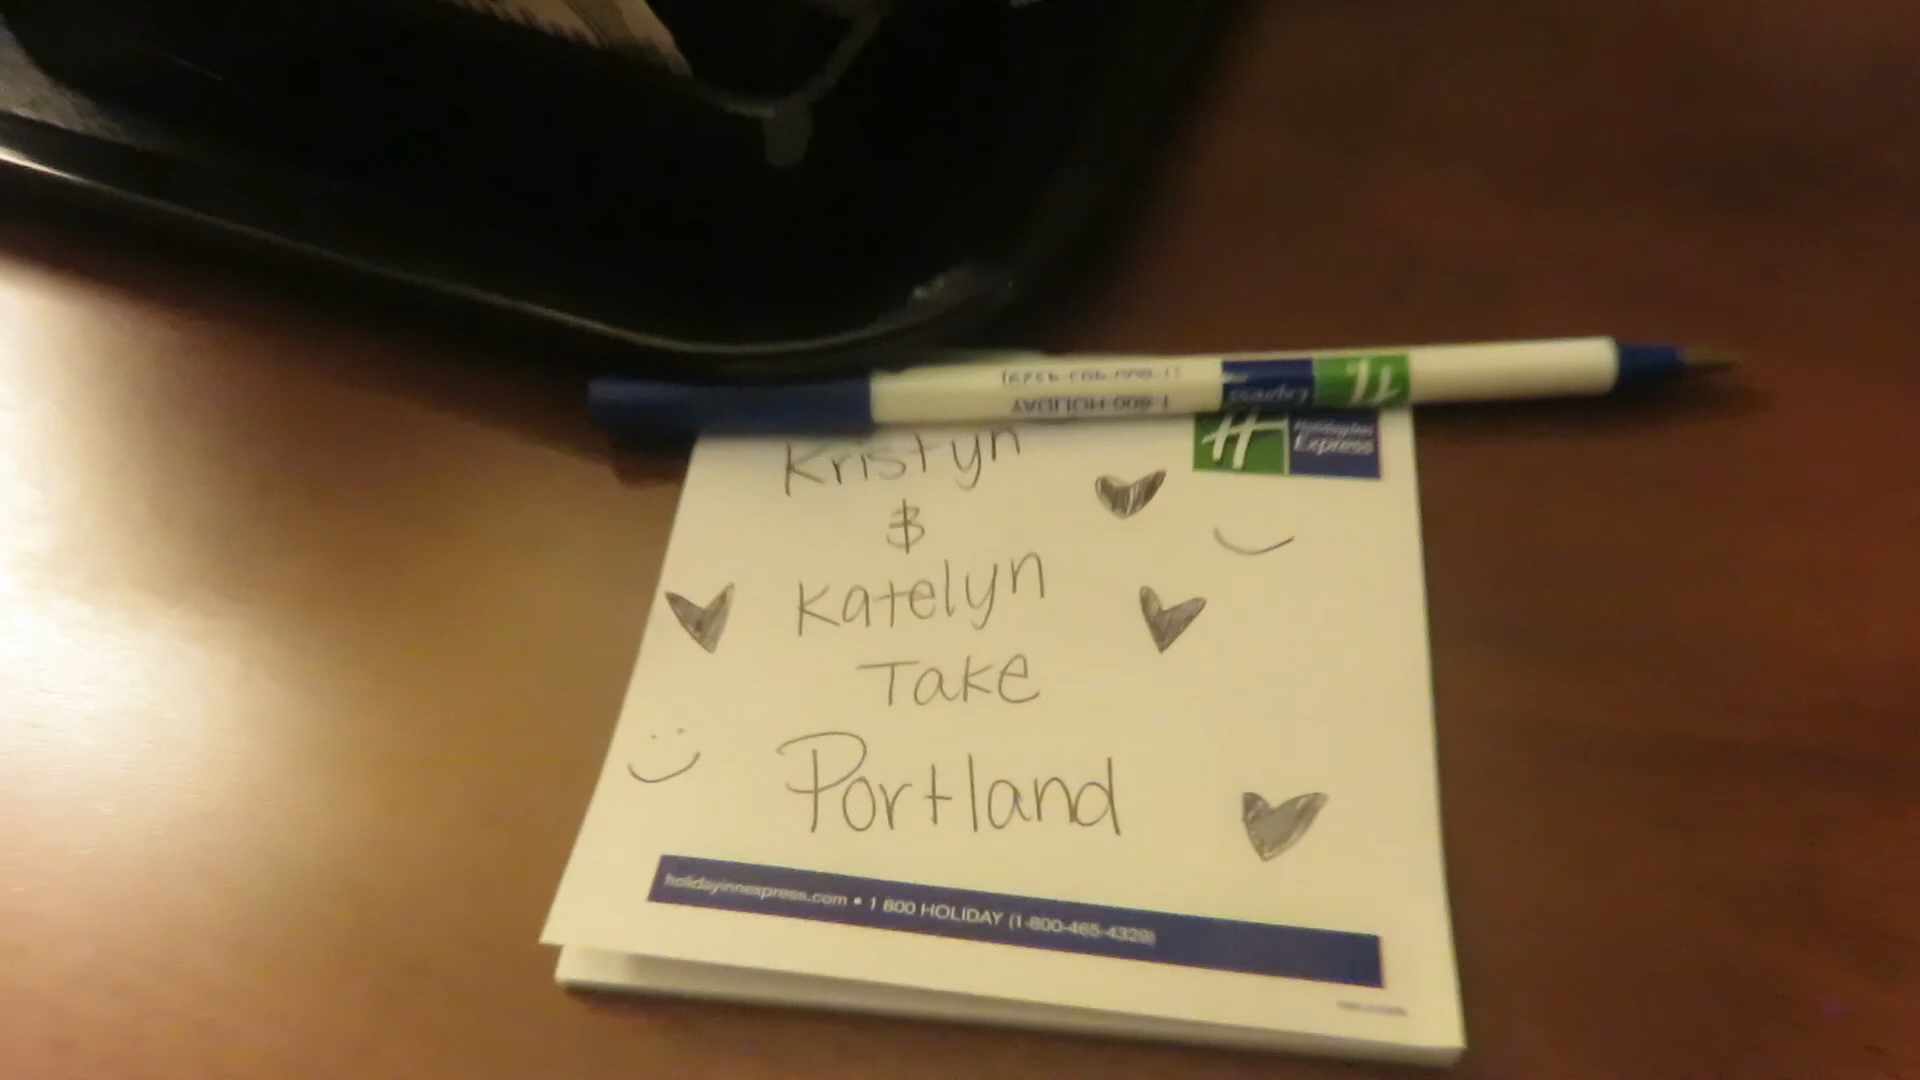 1-800-HOLIDAY
Express
Holiday Inn
Express
Kristyn
&
Katelyn
Take
Portland
holidayinnexpress.com • 1 800 HOLIDAY (1-800-465-4329)